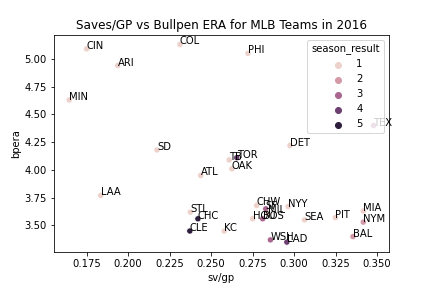 Saves/GP vs Bullpen ERA for MLB Teams in 2016
season_result
1
2
3
4
5
bpera
5.00
4.75
4.50
4.25
4.00
3.75
3.50
CIN
COL
PHI
ARI
MIN
TEX
SD
DET
TOR
OAK
ATL
LAA
STL
CHC
CLE
KC
CHW
NYY
SEA
PIT
MIA
NYM
BAL
WSH
LAD
BOS
0.175
0.200
0.225
0.250
0.275
0.300
0.325
0.350
sv/gp